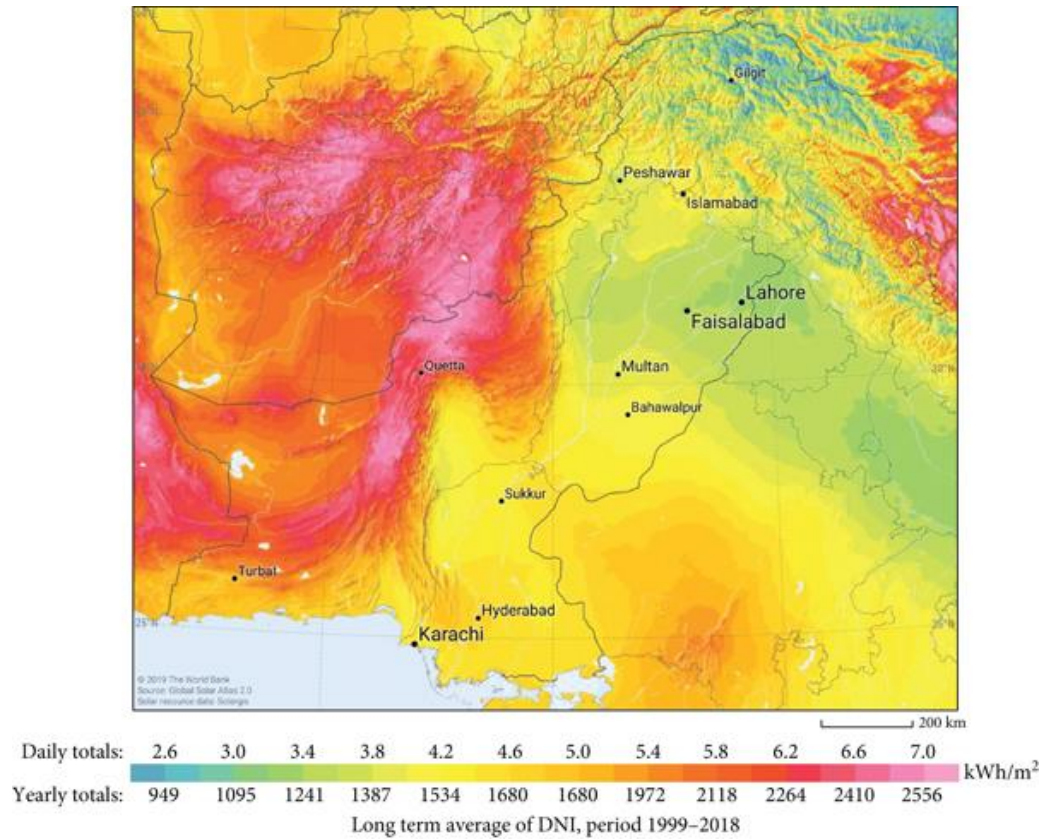 Gilgit
Peshawar
Islamabad
Lahore
Faisalabad
Quetta
Multan
30°N
Bahawalpur
Sukkur
Turbat
Hyderabad
25°N
Karachi
© 2019 The World Bank
Source: Global Solar Atlas 2.0
Solar resource data: Solargis
200 km
Daily totals: 2.6 3.0 3.4 3.8 4.2 4.6 5.0 5.4 5.8 6.2 6.6 7.0
kWh/m²
Yearly totals: 949 1095 1241 1387 1534 1680 1680 1972 2118 2264 2410 2556
Long term average of DNI, period 1999–2018